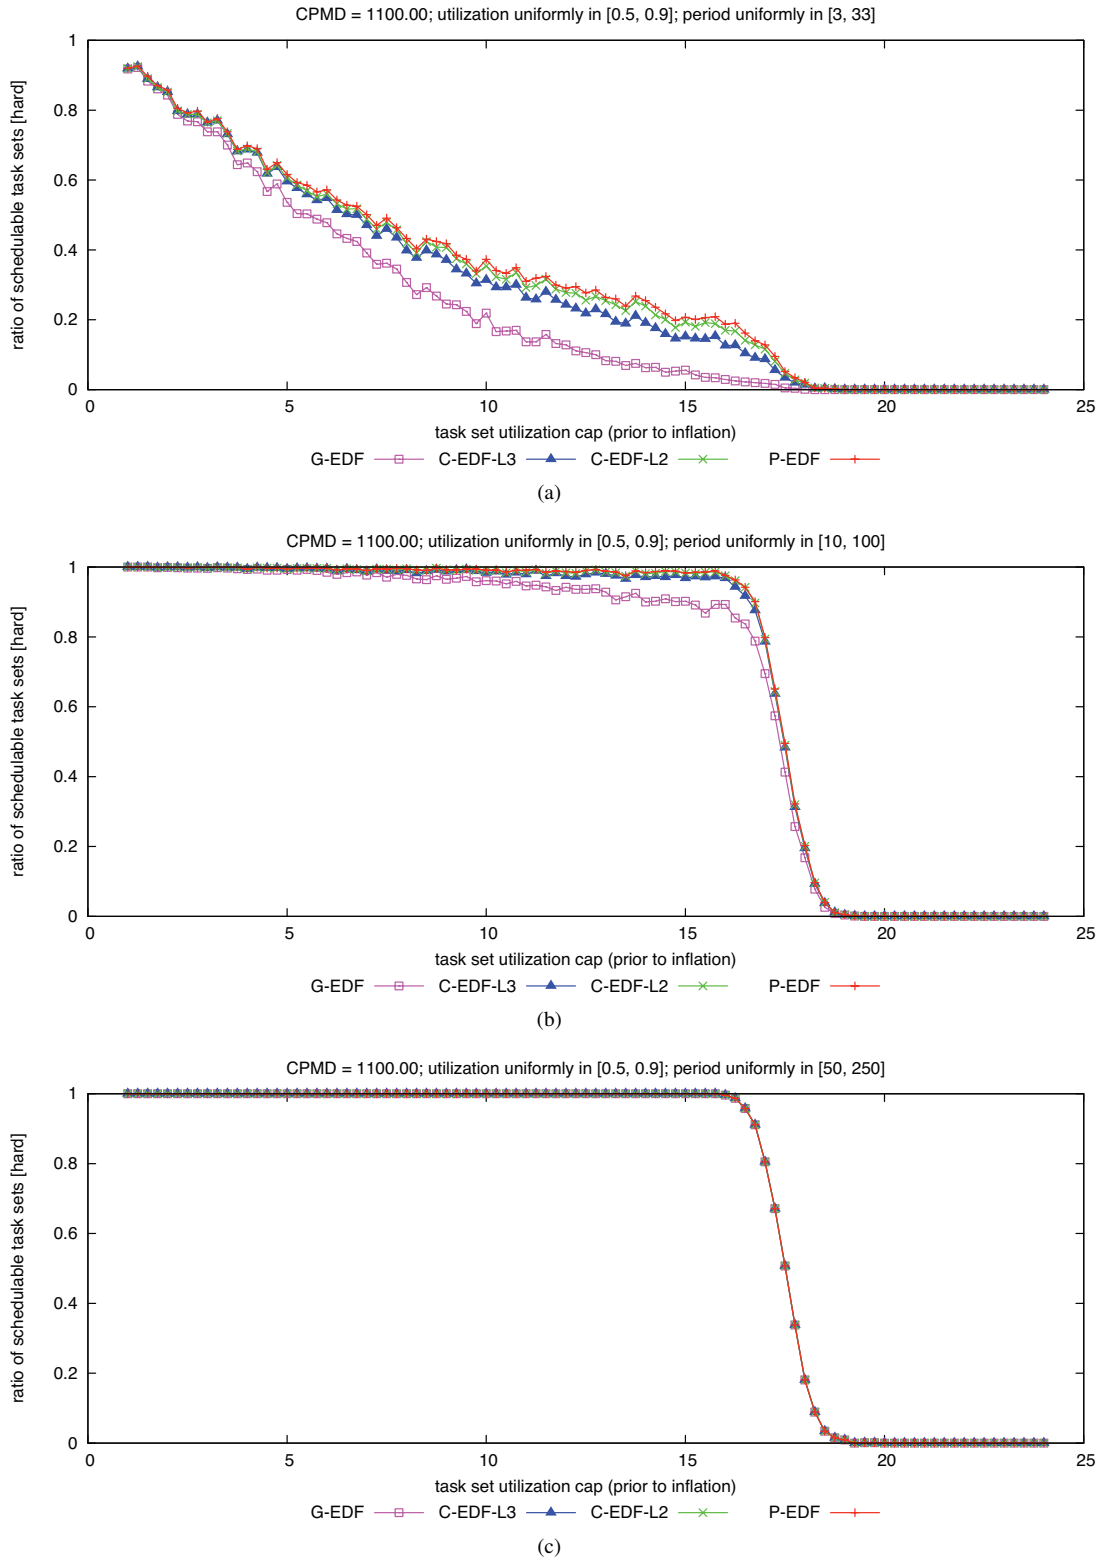 CPMD = 1100.00; utilization uniformly in [0.5, 0.9]; period uniformly in [3, 33]
1
0.8
0.6
0.4
0.2
0
ratio of schedulable task sets [hard]
0 5 10 15 20 25
task set utilization cap (prior to inflation)
G-EDF C-EDF-L3 C-EDF-L2 P-EDF
(a)
CPMD = 1100.00; utilization uniformly in [0.5, 0.9]; period uniformly in [10, 100]
1
0.8
0.6
0.4
0.2
0
ratio of schedulable task sets [hard]
0 5 10 15 20 25
task set utilization cap (prior to inflation)
G-EDF C-EDF-L3 C-EDF-L2 P-EDF
(b)
CPMD = 1100.00; utilization uniformly in [0.5, 0.9]; period uniformly in [50, 250]
1
0.8
0.6
0.4
0.2
0
ratio of schedulable task sets [hard]
0 5 10 15 20 25
task set utilization cap (prior to inflation)
G-EDF C-EDF-L3 C-EDF-L2 P-EDF
(c)